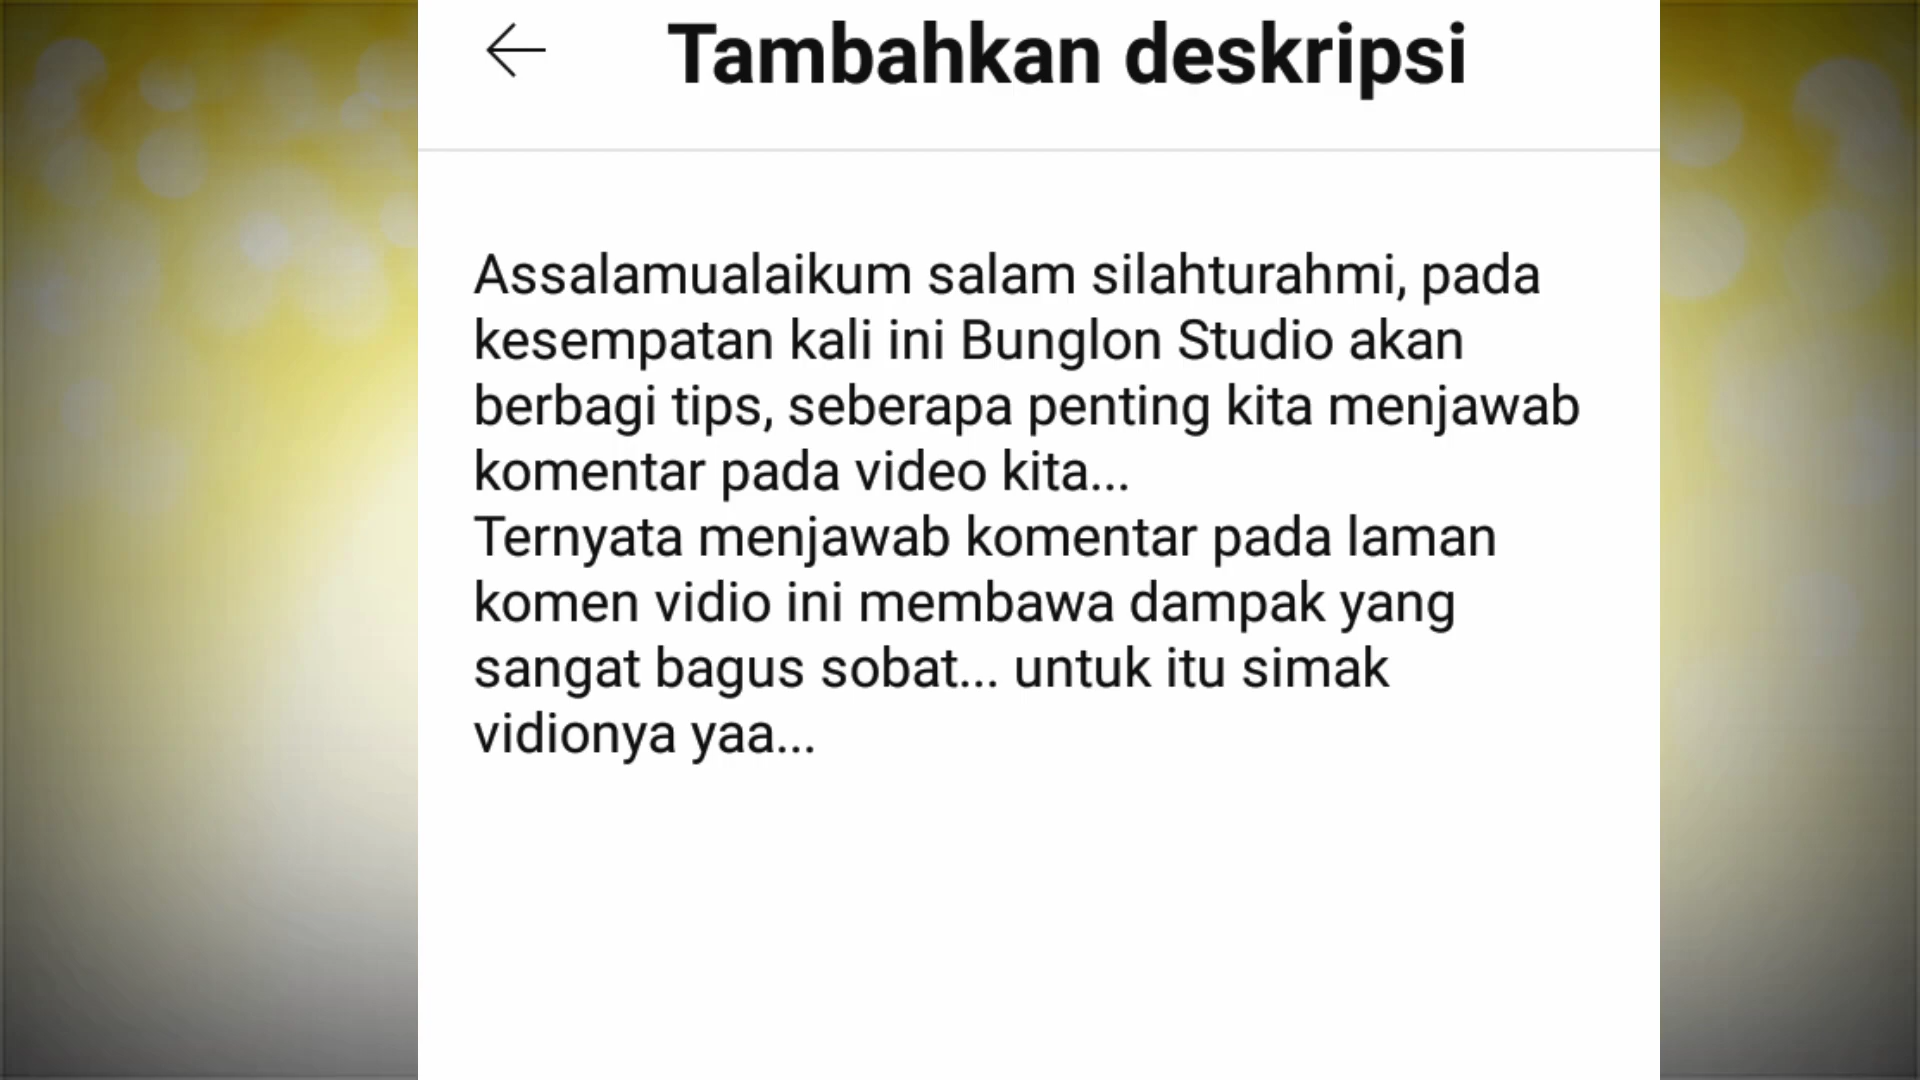 Tambahkan deskripsi
Assalamualaikum salam silahturahmi, pada
kesempatan kali ini Bunglon Studio akan
berbagi tips, seberapa penting kita menjawab
komentar pada video kita...
Ternyata menjawab komentar pada laman
komen vidio ini membawa dampak yang
sangat bagus sobat... untuk itu simak
vidionya yaa...